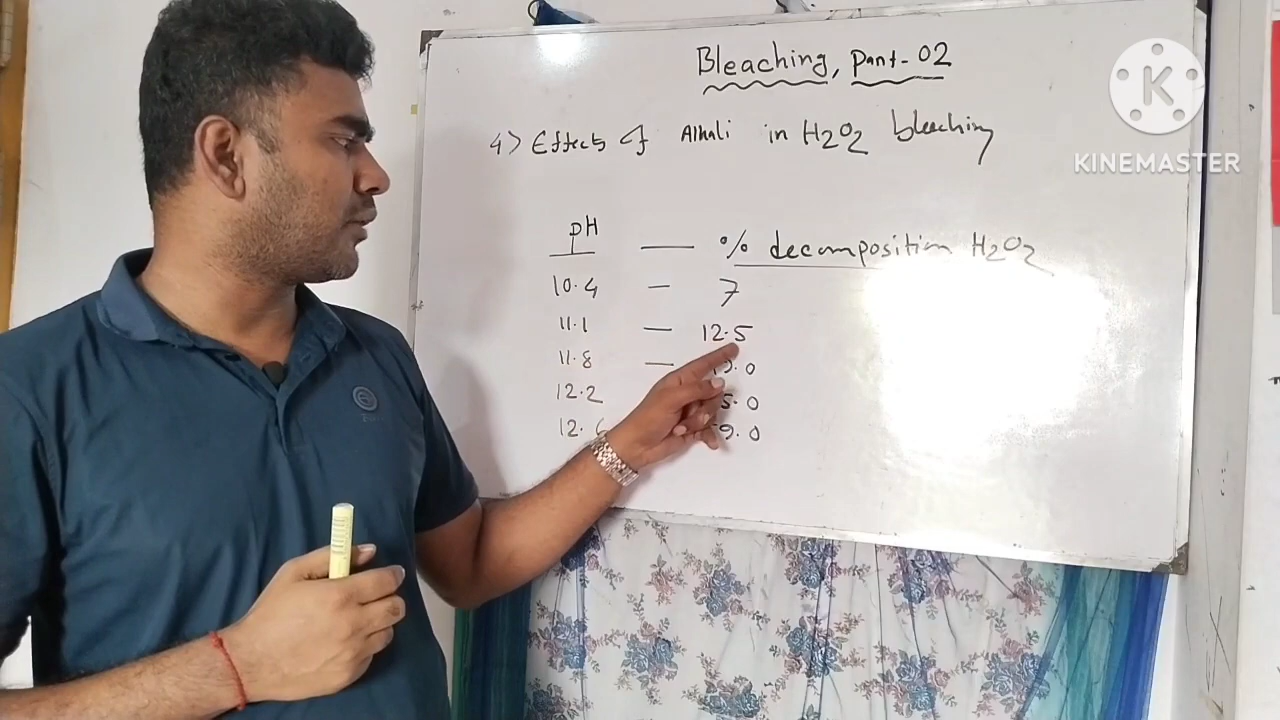 Bleaching, Part-02
K
KINEMASTER
4) Effects of Alkali in H2O2 bleaching
pH — % decomposition H2O2
10.4 — 7
11.1 — 12.5
11.8 —
12.2